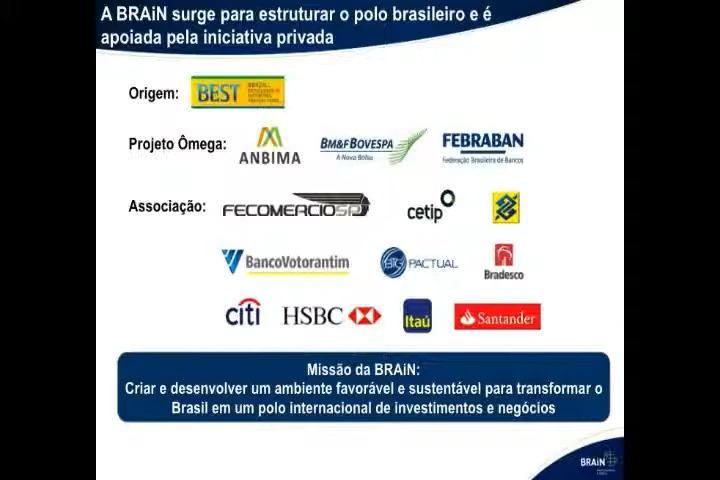 A BRAiN surge para estruturar o polo brasileiro e é
apoiada pela iniciativa privada
Origem: BEST
Projeto Ômega: ANBIMA BM&FBOVESPA A Nova Bolsa FEBRABAN Federação Brasileira de Bancos
Associação: FECOMERCIOSP cetip
BancoVotorantim BTG PACTUAL Bradesco
citi HSBC Itaú Santander
Missão da BRAiN:
Criar e desenvolver um ambiente favorável e sustentável para transformar o
Brasil em um polo internacional de investimentos e negócios
BRAiN